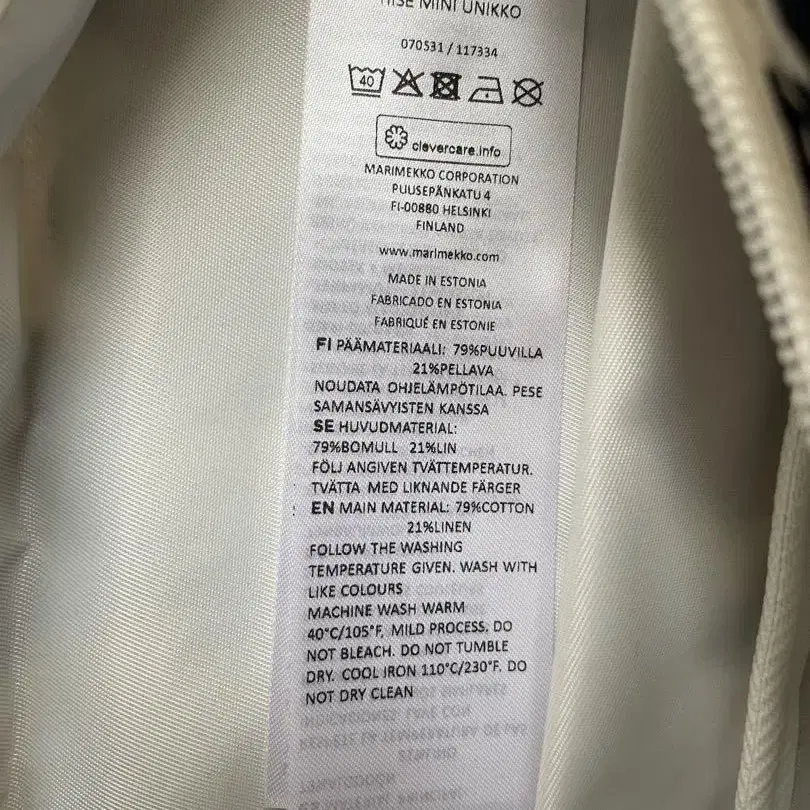 MINI UNIKKO
070531 / 117334
40
clevercare.info
MARIMEKKO CORPORATION
PUUSEPÄNKATU 4
FI-00880 HELSINKI
FINLAND
www.marimekko.com
MADE IN ESTONIA
FABRICADO EN ESTONIA
FABRIQUÉ EN ESTONIE
FI PÄÄMATERIAALI: 79%PUUVILLA
21%PELLAVA
NOUDATA OHJELÄMPÖTILAA. PESE
SAMANSÄVYISTEN KANSSA
SE HUVUDMATERIAL:
79%BOMULL 21%LIN
FÖLJ ANGIVEN TVÄTTEMPERATUR.
TVÄTTA MED LIKNANDE FÄRGER
EN MAIN MATERIAL: 79%COTTON
21%LINEN
FOLLOW THE WASHING
TEMPERATURE GIVEN. WASH WITH
LIKE COLOURS
MACHINE WASH WARM
40°C/105°F, MILD PROCESS. DO
NOT BLEACH. DO NOT TUMBLE
DRY. COOL IRON 110°C/230°F. DO
NOT DRY CLEAN